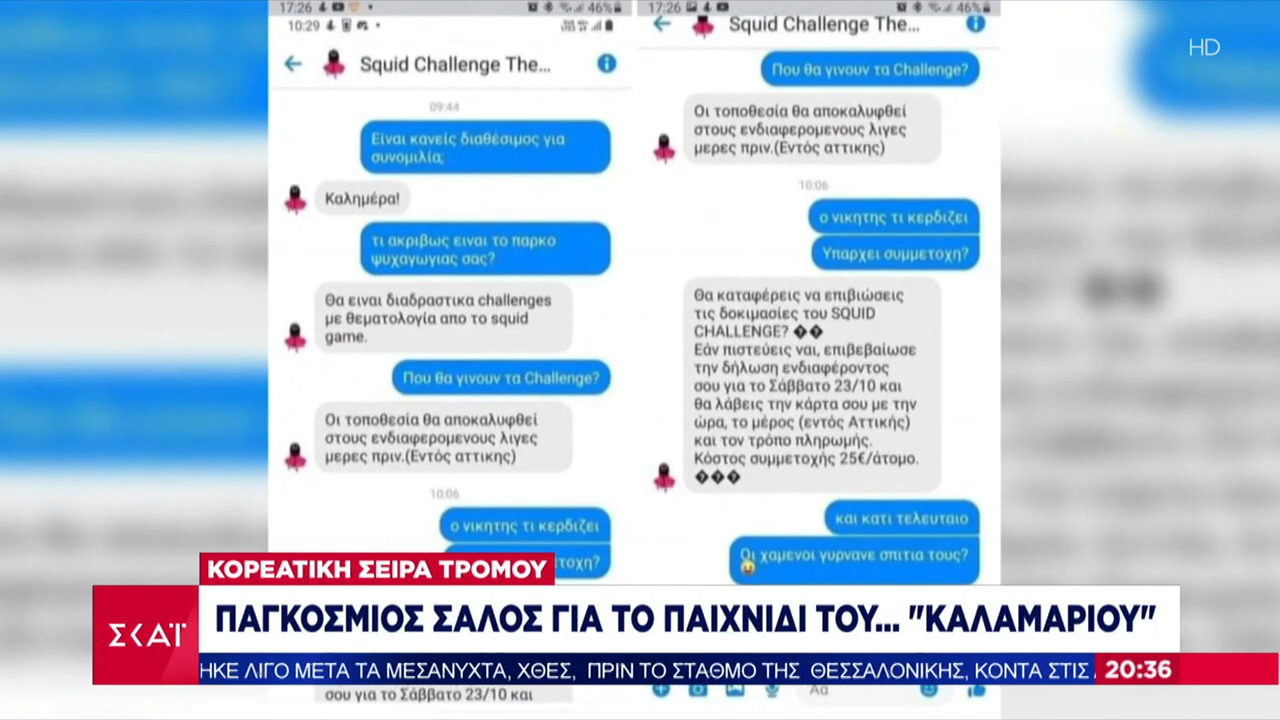 HD
17:26
46%
10:29
Squid Challenge The...
09:44
Είναι κανείς διαθέσιμος για
συνομιλία;
Καλημέρα!
τι ακριβως ειναι το παρκο
ψυχαγωγιας σας?
Θα ειναι διαδραστικα challenges
με θεματολογία απο το squid
game.
Που θα γινουν τα Challenge?
Οι τοποθεσία θα αποκαλυφθεί
στους ενδιαφερομενους λιγες
μερες πριν.(Εντός αττικης)
10:06
ο νικητης τι κερδιζει
τοχη?
σου για το Σάββατο 23/10 και
17:26
46%
Squid Challenge The...
Που θα γινουν τα Challenge?
Οι τοποθεσία θα αποκαλυφθεί
στους ενδιαφερομενους λιγες
μερες πριν.(Εντός αττικης)
10:06
ο νικητης τι κερδιζει
Υπαρχει συμμετοχη?
Θα καταφέρεις να επιβιώσεις
τις δοκιμασίες του SQUID
CHALLENGE? ��
Εάν πιστεύεις ναι, επιβεβαίωσε
την δήλωση ενδιαφέροντος
σου για το Σάββατο 23/10 και
θα λάβεις την κάρτα σου με την
ώρα, το μέρος (εντός Αττικής)
και τον τρόπο πληρωμής.
Κόστος συμμετοχής 25€/άτομο.
���
και κατι τελευταιο
Οι χαμενοι γυρνανε σπιτια τους?
Aa
ΚΟΡΕΑΤΙΚΗ ΣΕΙΡΑ ΤΡΟΜΟΥ
ΣΚΑΪ
ΠΑΓΚΟΣΜΙΟΣ ΣΑΛΟΣ ΓΙΑ ΤΟ ΠΑΙΧΝΙΔΙ ΤΟΥ... "ΚΑΛΑΜΑΡΙΟΥ"
ΗΚΕ ΛΙΓΟ ΜΕΤΑ ΤΑ ΜΕΣΑΝΥΧΤΑ, ΧΘΕΣ, ΠΡΙΝ ΤΟ ΣΤΑΘΜΟ ΤΗΣ ΘΕΣΣΑΛΟΝΙΚΗΣ, ΚΟΝΤΑ ΣΤΙΣ
20:36